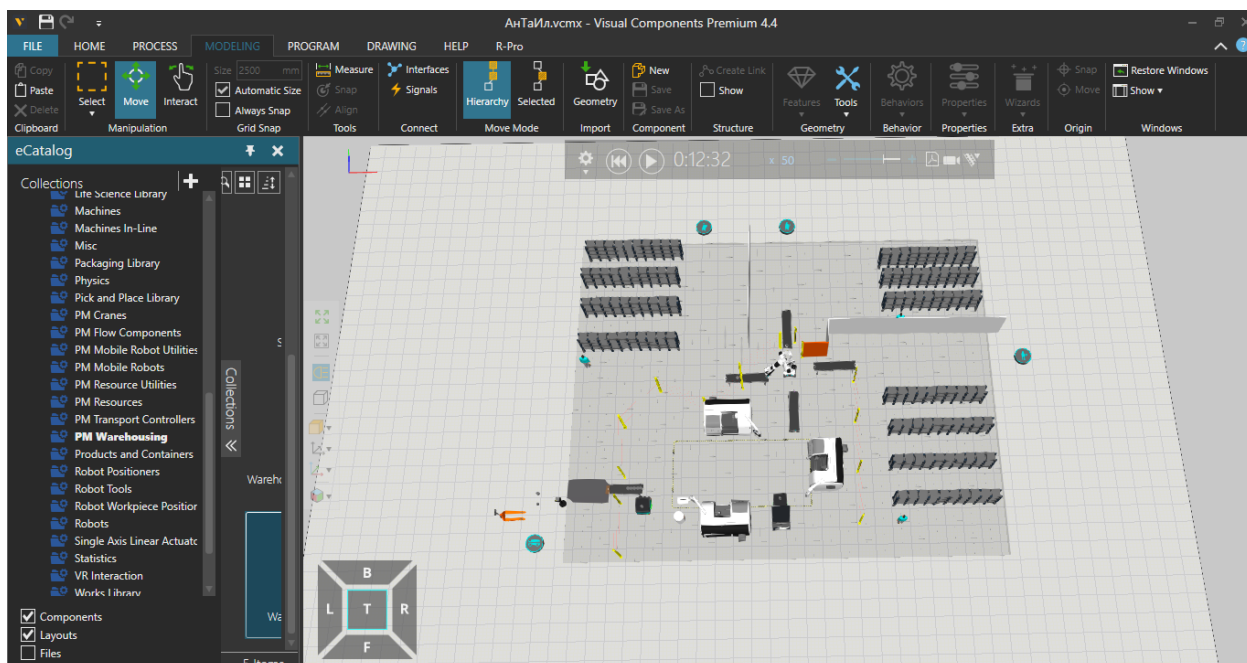 АнТаИл.vcmx - Visual Components Premium 4.4
FILE HOME PROCESS MODELING PROGRAM DRAWING HELP R-Pro
Copy
Paste
Delete
Clipboard
Select
Move
Interact
Manipulation
Size 2500 mm
Automatic Size
Always Snap
Grid Snap
Measure
Snap
Align
Tools
Interfaces
Signals
Connect
Hierarchy
Selected
Move Mode
Geometry
Import
New
Save
Save As
Component
Create Link
Show
Structure
Features
Tools
Geometry
Behaviors
Behavior
Properties
Properties
Wizards
Extra
Snap
Move
Origin
Restore Windows
Show
Windows
eCatalog
Collections
Life Science Library
Machines
Machines In-Line
Misc
Packaging Library
Physics
Pick and Place Library
PM Cranes
PM Flow Components
PM Mobile Robot Utilities
PM Mobile Robots
PM Resource Utilities
PM Resources
PM Transport Controllers
PM Warehousing
Products and Containers
Robot Positioners
Robot Tools
Robot Workpiece Position
Robots
Single Axis Linear Actuato
Statistics
VR Interaction
Works Library
Components
Layouts
Files
Collections
S
Wareho
Wa
5 Items
0:12:32
x 50
B
L T R
F